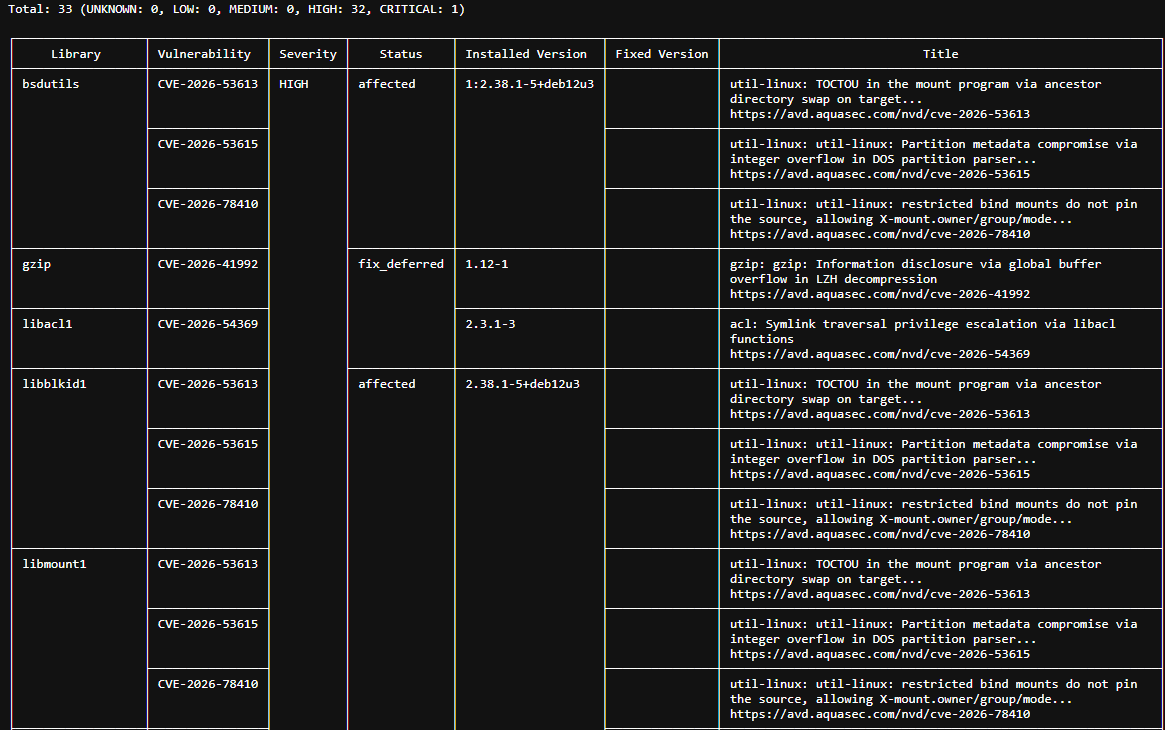 Total: 33 (UNKNOWN: 0, LOW: 0, MEDIUM: 0, HIGH: 32, CRITICAL: 1)
Library Vulnerability Severity Status Installed Version Fixed Version Title
bsdutils CVE-2026-53613 HIGH affected 1:2.38.1-5+deb12u3 util-linux: TOCTOU in the mount program via ancestor
directory swap on target...
https://avd.aquasec.com/nvd/cve-2026-53613
CVE-2026-53615 util-linux: util-linux: Partition metadata compromise via
integer overflow in DOS partition parser...
https://avd.aquasec.com/nvd/cve-2026-53615
CVE-2026-78410 util-linux: util-linux: restricted bind mounts do not pin
the source, allowing X-mount.owner/group/mode...
https://avd.aquasec.com/nvd/cve-2026-78410
gzip CVE-2026-41992 fix_deferred 1.12-1 gzip: gzip: Information disclosure via global buffer
overflow in LZH decompression
https://avd.aquasec.com/nvd/cve-2026-41992
libacl1 CVE-2026-54369 2.3.1-3 acl: Symlink traversal privilege escalation via libacl
functions
https://avd.aquasec.com/nvd/cve-2026-54369
libblkid1 CVE-2026-53613 affected 2.38.1-5+deb12u3 util-linux: TOCTOU in the mount program via ancestor
directory swap on target...
https://avd.aquasec.com/nvd/cve-2026-53613
CVE-2026-53615 util-linux: util-linux: Partition metadata compromise via
integer overflow in DOS partition parser...
https://avd.aquasec.com/nvd/cve-2026-53615
CVE-2026-78410 util-linux: util-linux: restricted bind mounts do not pin
the source, allowing X-mount.owner/group/mode...
https://avd.aquasec.com/nvd/cve-2026-78410
libmount1 CVE-2026-53613 util-linux: TOCTOU in the mount program via ancestor
directory swap on target...
https://avd.aquasec.com/nvd/cve-2026-53613
CVE-2026-53615 util-linux: util-linux: Partition metadata compromise via
integer overflow in DOS partition parser...
https://avd.aquasec.com/nvd/cve-2026-53615
CVE-2026-78410 util-linux: util-linux: restricted bind mounts do not pin
the source, allowing X-mount.owner/group/mode...
https://avd.aquasec.com/nvd/cve-2026-78410